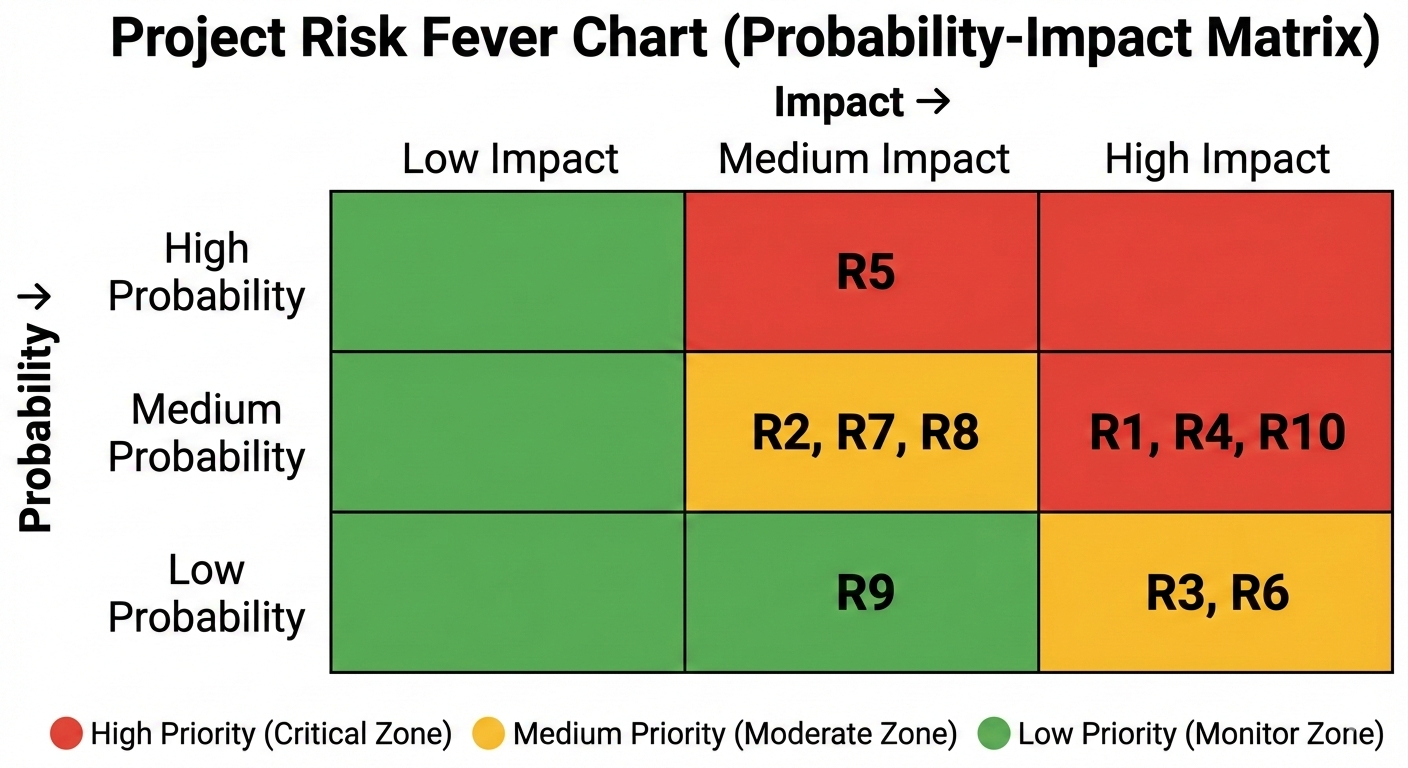 Project Risk Fever Chart (Probability-Impact Matrix)
Impact →
Low Impact
Medium Impact
High Impact
Probability →
High
Probability
R5
Medium
Probability
R2, R7, R8
R1, R4, R10
Low
Probability
R9
R3, R6
High Priority (Critical Zone)
Medium Priority (Moderate Zone)
Low Priority (Monitor Zone)